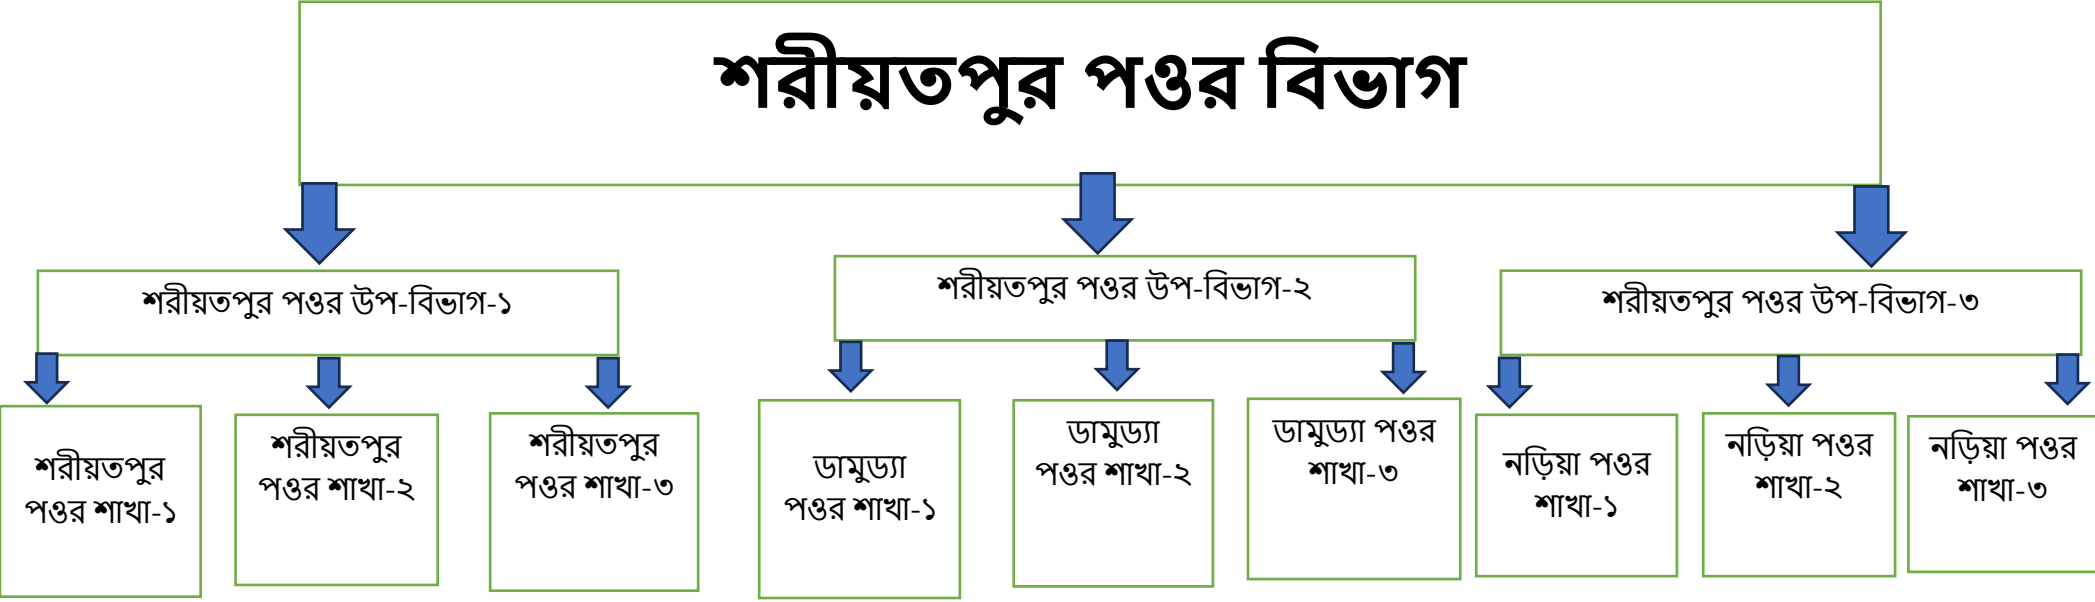 শরীয়তপুর পওর বিভাগ
শরীয়তপুর পওর উপ-বিভাগ-১
শরীয়তপুর পওর উপ-বিভাগ-২
শরীয়তপুর পওর উপ-বিভাগ-৩
শরীয়তপুর
পওর শাখা-১
শরীয়তপুর
পওর শাখা-২
শরীয়তপুর
পওর শাখা-৩
ডামুড্যা
পওর শাখা-১
ডামুড্যা
পওর শাখা-২
ডামুড্যা পওর
শাখা-৩
নড়িয়া পওর
শাখা-১
নড়িয়া পওর
শাখা-২
নড়িয়া পওর
শাখা-৩